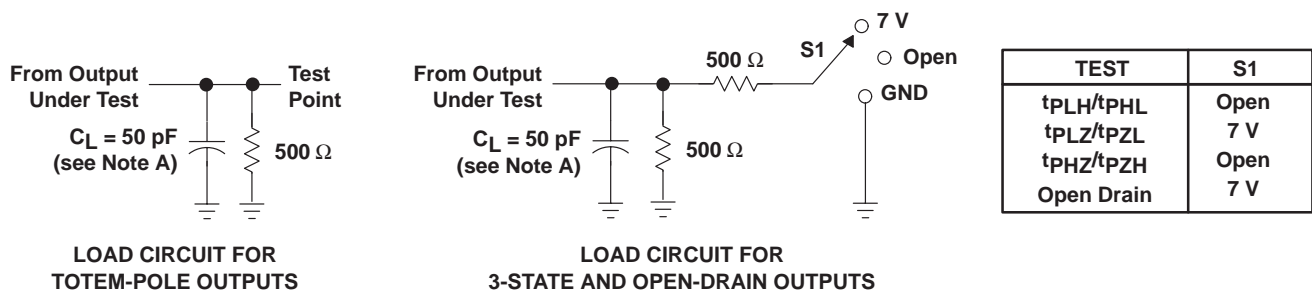 From Output
Under Test
Test
Point
CL = 50 pF
(see Note A)
500 Ω
LOAD CIRCUIT FOR
TOTEM-POLE OUTPUTS
From Output
Under Test
500 Ω
S1
7 V
Open
GND
CL = 50 pF
(see Note A)
500 Ω
LOAD CIRCUIT FOR
3-STATE AND OPEN-DRAIN OUTPUTS
TEST S1
tPLH/tPHL Open
tPLZ/tPZL 7 V
tPHZ/tPZH Open
Open Drain 7 V